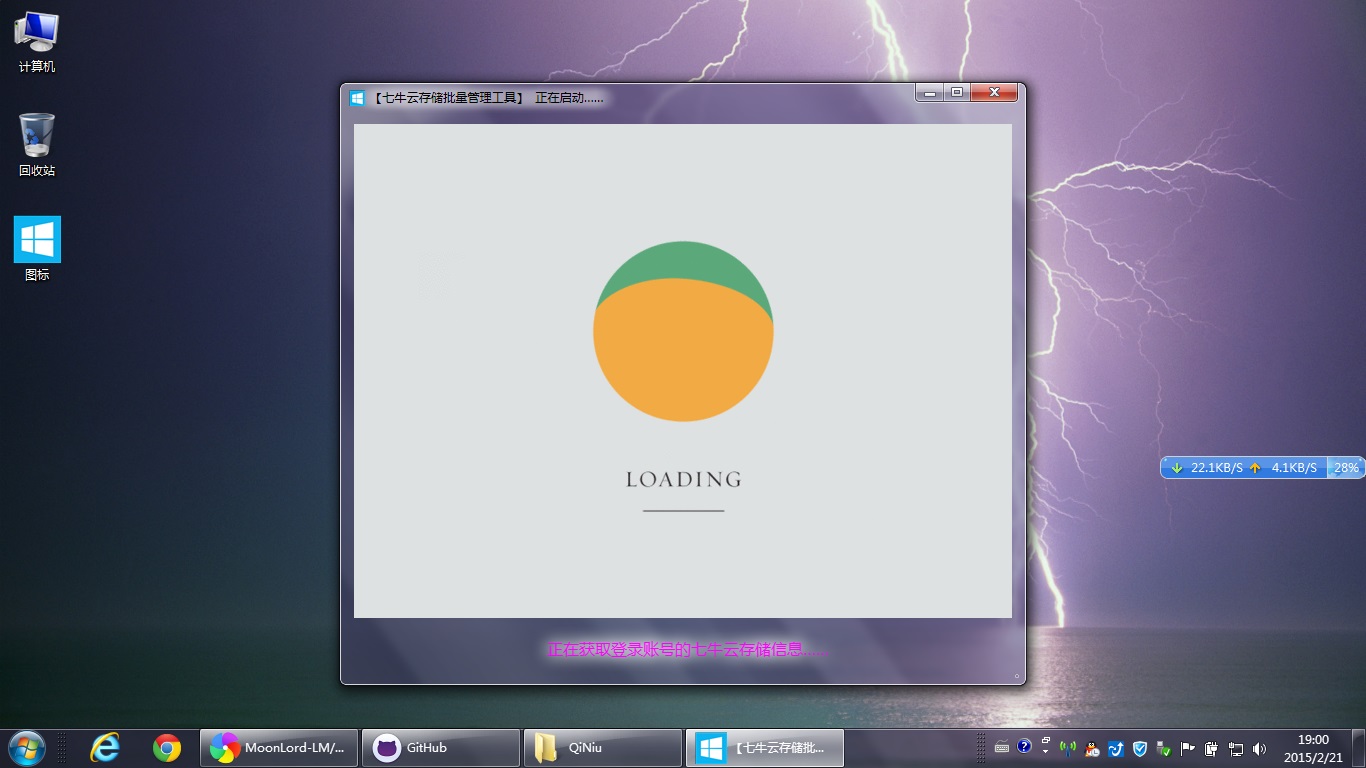 计算机
回收站
图标
【七牛云存储批量管理工具】 正在启动......
LOADING
正在获取登录账号的七牛云存储信息......
22.1KB/S 4.1KB/S 28%
MoonLord-LM/...
GitHub
QiNiu
【七牛云存储批...
19:00
2015/2/21